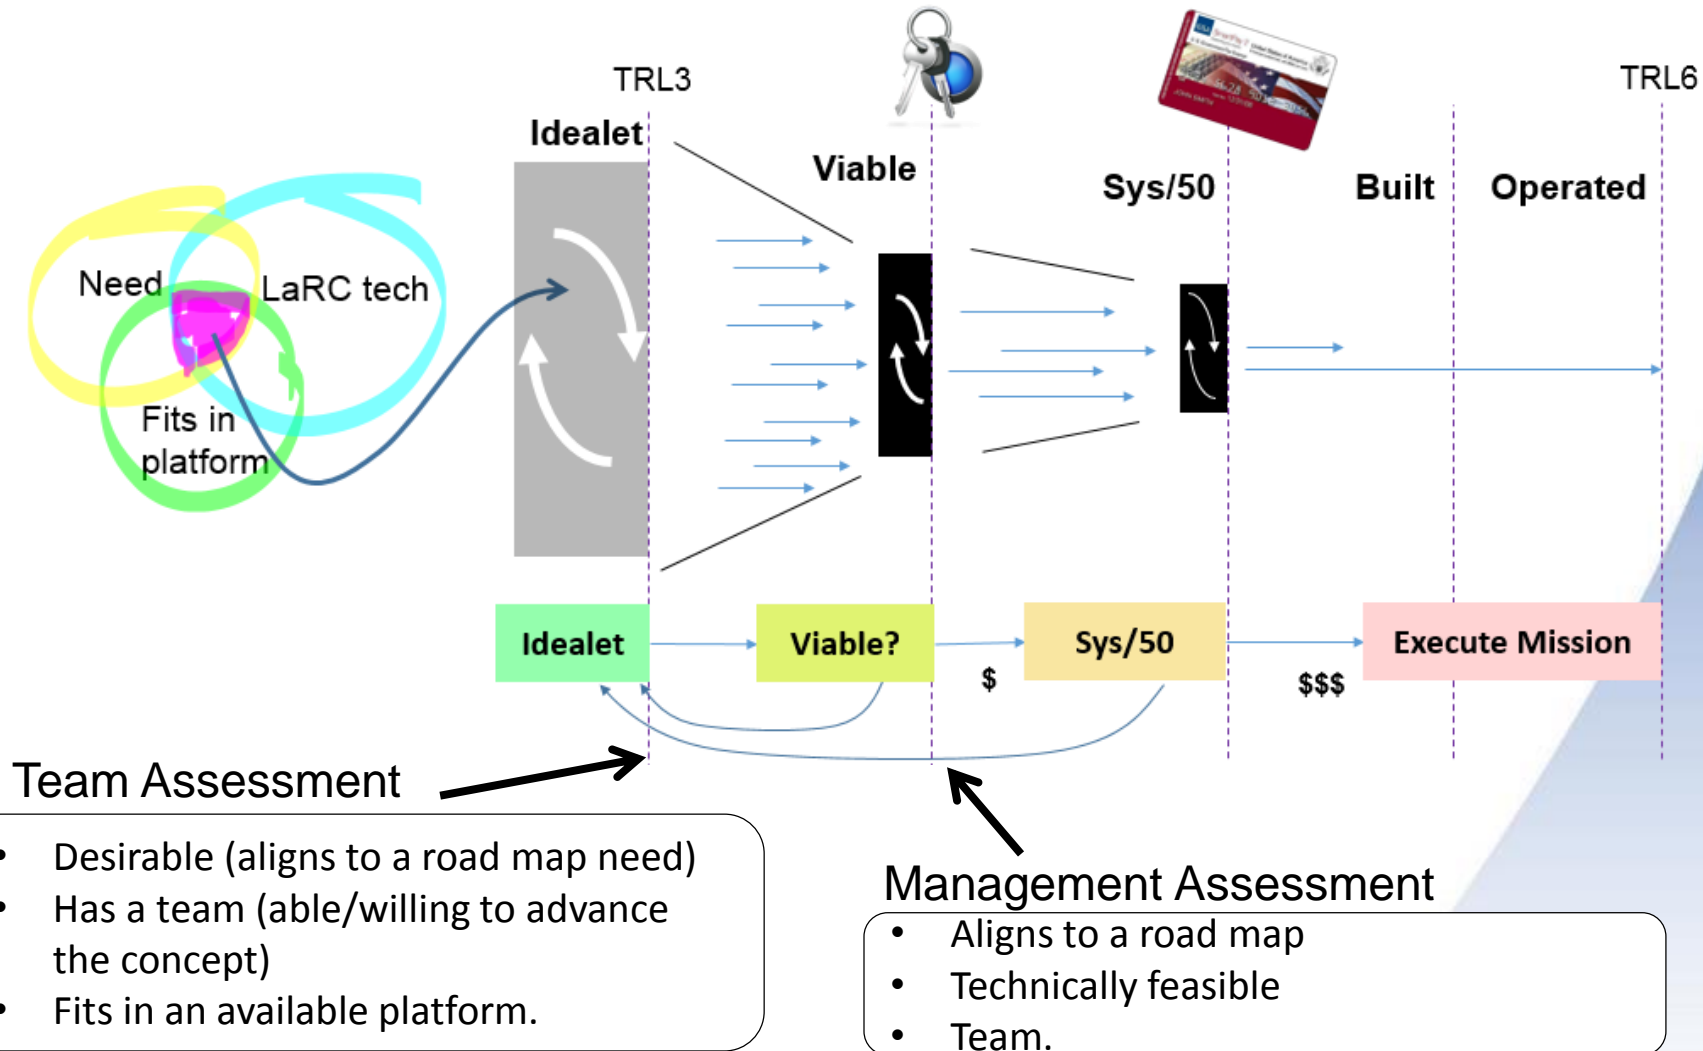 TRL3
TRL6
Idealet
Viable
Sys/50
Built
Operated
Need
LaRC tech
Fits in
platform
Idealet
Viable?
$
Sys/50
$$$
Execute Mission
Team Assessment
• Desirable (aligns to a road map need)
• Has a team (able/willing to advance
the concept)
• Fits in an available platform.
Management Assessment
• Aligns to a road map
• Technically feasible
• Team.